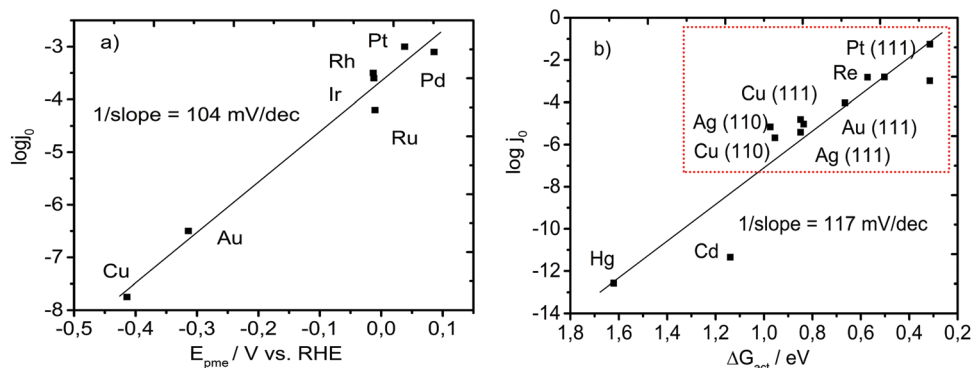 a)
logj0
-3
-4
-5
-6
-7
-8
Pt
Rh
Pd
Ir
1/slope = 104 mV/dec
Ru
Au
Cu
-0,5 -0,4 -0,3 -0,2 -0,1 0,0 0,1
Epme / V vs. RHE
b)
log j0
0
-2
-4
-6
-8
-10
-12
-14
Pt (111)
Re
Cu (111)
Ag (110)
Au (111)
Cu (110)
Ag (111)
1/slope = 117 mV/dec
Hg
Cd
1,8 1,6 1,4 1,2 1,0 0,8 0,6 0,4 0,2
ΔGact / eV